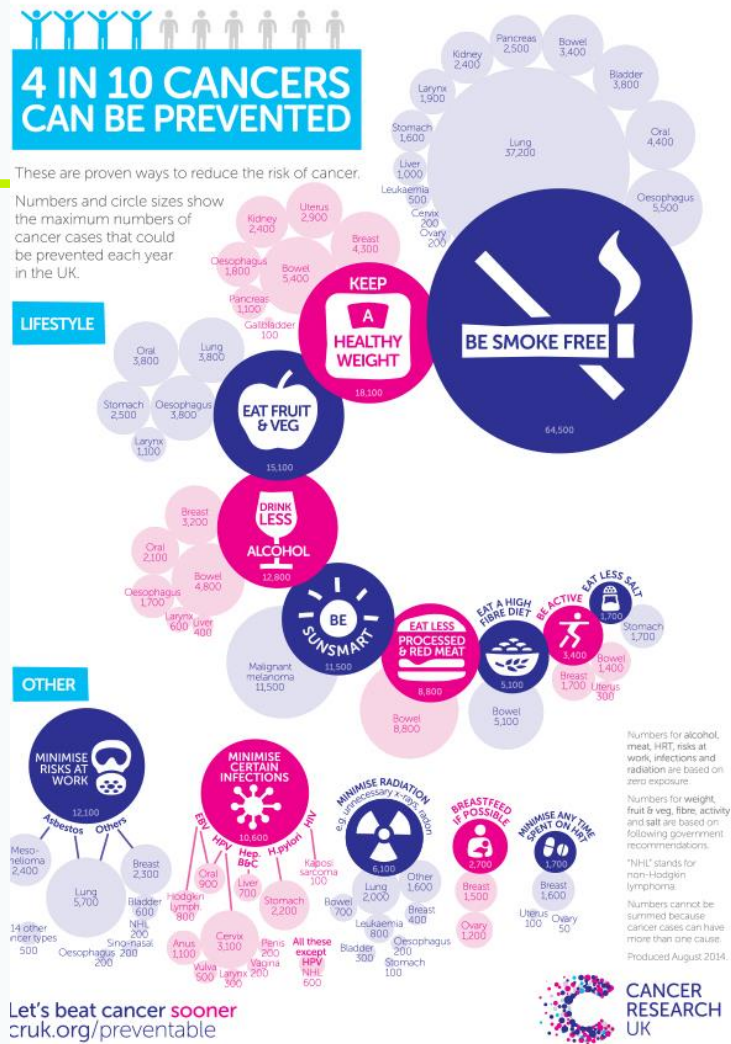 4 IN 10 CANCERS
CAN BE PREVENTED
These are proven ways to reduce the risk of cancer.
Numbers and circle sizes show
the maximum numbers of
cancer cases that could
be prevented each year
in the UK.
LIFESTYLE
BE SMOKE FREE
64,500
Lung
37,200
Ovary
200
Cervix
200
Leukaemia
500
Liver
1,000
Stomach
1,600
Larynx
1,900
Kidney
2,400
Pancreas
2,500
Bowel
3,400
Bladder
3,800
Oral
4,400
Oesophagus
5,500
KEEP
A
HEALTHY
WEIGHT
18,100
Gallbladder
100
Pancreas
1,100
Oesophagus
1,800
Kidney
2,400
Uterus
2,900
Breast
4,300
Bowel
5,400
EAT FRUIT
& VEG
15,100
Oral
3,800
Lung
3,800
Stomach
2,500
Oesophagus
3,800
Larynx
1,100
DRINK
LESS
ALCOHOL
12,800
Breast
3,200
Oral
2,100
Bowel
4,800
Oesophagus
1,700
Larynx
600
Liver
400
BE
SUNSMART
11,500
Malignant
melanoma
11,500
EAT LESS
PROCESSED
& RED MEAT
8,800
Bowel
8,800
EAT A HIGH
FIBRE DIET
5,100
Bowel
5,100
BE ACTIVE
3,400
Bowel
1,400
Breast
1,700
Uterus
300
EAT LESS SALT
1,700
Stomach
1,700
OTHER
MINIMISE
RISKS AT
WORK
12,100
Asbestos
Others
Meso-
helioma
2,400
Lung
5,700
Breast
2,300
Bladder
600
NHL
200
Sino-nasal
200
Oesophagus
200
14 other
ncer types
500
MINIMISE
CERTAIN
INFECTIONS
10,600
EBV
HPV
Hep.
B&C
H.pylori
HIV
Hodgkin
Lymph.
800
Oral
900
Liver
700
Stomach
2,200
Kaposi
sarcoma
100
Anus
1,100
Cervix
3,100
Penis
200
Vulva
500
Larynx
300
Vagina
200
All these
except
HPV
NHL
600
MINIMISE RADIATION
e.g. unnecessary x-rays, radon
6,100
Lung
2,000
Other
1,600
Bowel
700
Breast
400
Leukaemia
800
Oesophagus
200
Bladder
300
Stomach
100
BREASTFEED
IF POSSIBLE
2,700
Breast
1,500
Ovary
1,200
MINIMISE ANY TIME
SPENT ON HRT
1,700
Breast
1,600
Uterus
100
Ovary
50
Numbers for alcohol,
meat, HRT, risks at
work, infections and
radiation are based on
zero exposure.
Numbers for weight,
fruit & veg, fibre, activity
and salt are based on
following government
recommendations.
"NHL" stands for
non-Hodgkin
lymphoma.
Numbers cannot be
summed because
cancer cases can have
more than one cause.
Produced August 2014.
Let's beat cancer sooner
cruk.org/preventable
CANCER
RESEARCH
UK